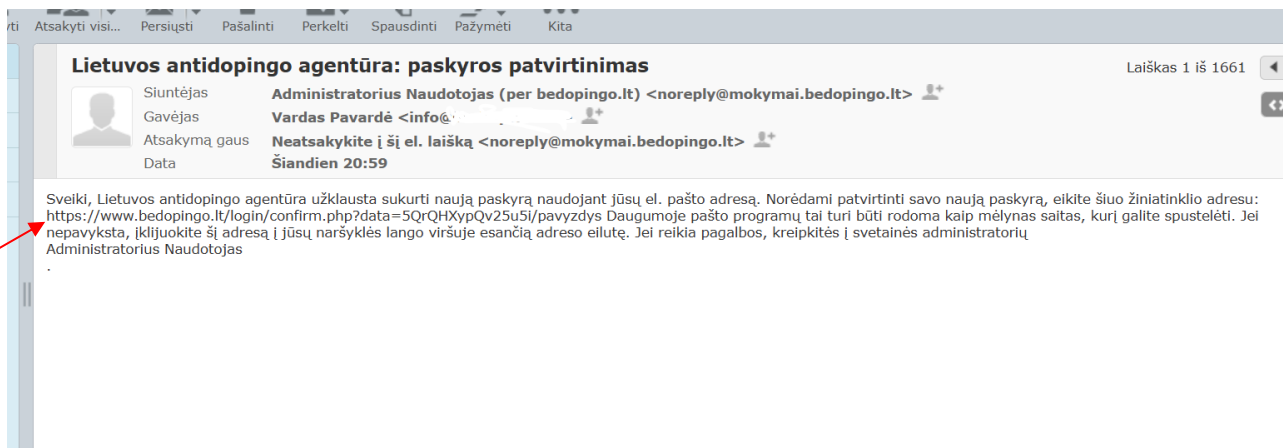 Atsakyti visi... Persiųsti Pašalinti Perkelti Spausdinti Pažymėti Kita
Lietuvos antidopingo agentūra: paskyros patvirtinimas Laiškas 1 iš 1661
Siuntėjas Administratorius Naudotojas (per bedopingo.lt) <noreply@mokymai.bedopingo.lt>
Gavėjas Vardas Pavardė <info@
Atsakymą gaus Neatsakykite į šį el. laišką <noreply@mokymai.bedopingo.lt>
Data Šiandien 20:59
Sveiki, Lietuvos antidopingo agentūra užklausta sukurti naują paskyrą naudojant jūsų el. pašto adresą. Norėdami patvirtinti savo naują paskyrą, eikite šiuo žiniatinklio adresu:
https://www.bedopingo.lt/login/confirm.php?data=5QrQHXypQv25u5i/pavyzdys Daugumoje pašto programų tai turi būti rodoma kaip mėlynas saitas, kurį galite spustelėti. Jei
nepavyksta, įklijuokite šį adresą į jūsų naršyklės lango viršuje esančią adreso eilutę. Jei reikia pagalbos, kreipkitės į svetainės administratorių
Administratorius Naudotojas
.